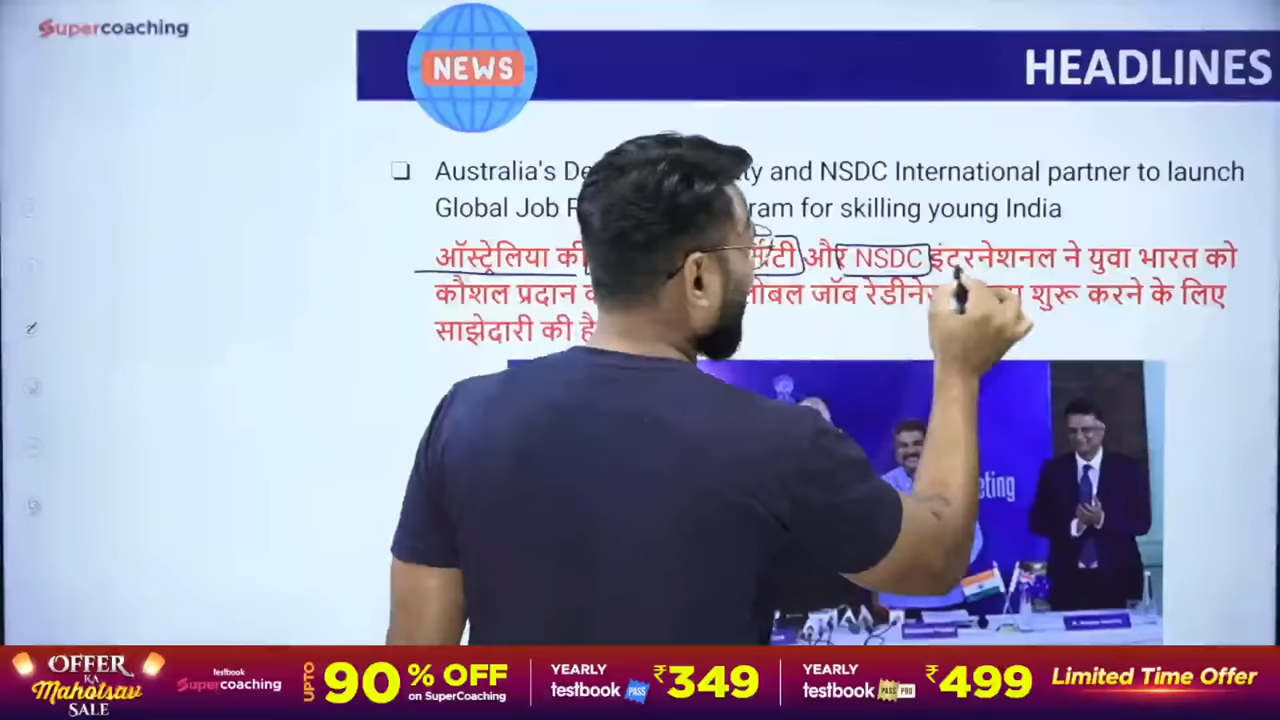 Supercoaching
NEWS
HEADLINES
Australia's De ty and NSDC International partner to launch
Global Job R ram for skilling young India
ऑस्ट्रेलिया की और NSDC इंटरनेशनल ने युवा भारत को
कौशल प्रदान जॉब शुरू करने के लिए
साझेदारी की है
eting
OFFER
KA
Mahotsav
SALE
testbook
Supercoaching
UPTO
90% OFF
on SuperCoaching
YEARLY
testbook PASS
₹349
YEARLY
testbook PASS PRO
₹499
Limited Time Offer